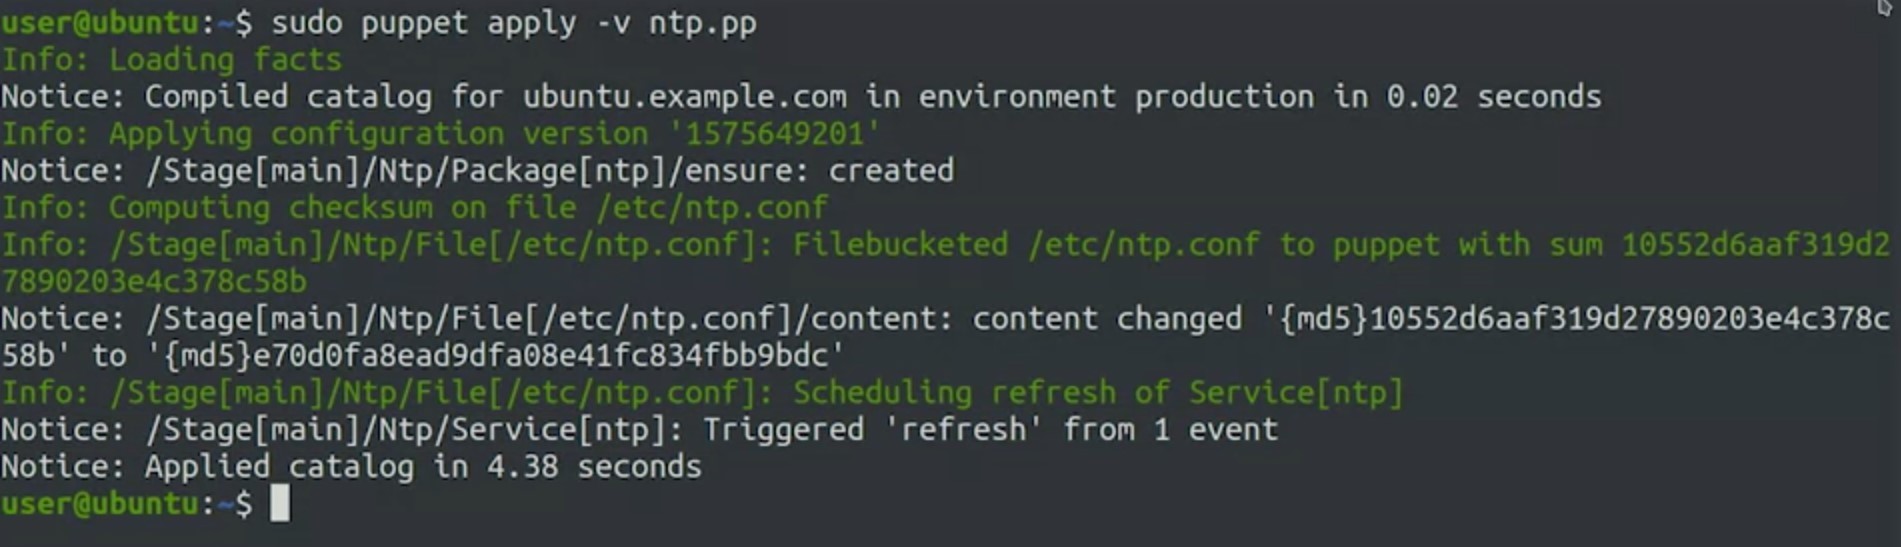 user@ubuntu:~$ sudo puppet apply -v ntp.pp
Info: Loading facts
Notice: Compiled catalog for ubuntu.example.com in environment production in 0.02 seconds
Info: Applying configuration version '1575649201'
Notice: /Stage[main]/Ntp/Package[ntp]/ensure: created
Info: Computing checksum on file /etc/ntp.conf
Info: /Stage[main]/Ntp/File[/etc/ntp.conf]: Filebucketed /etc/ntp.conf to puppet with sum 10552d6aaf319d2
7890203e4c378c58b
Notice: /Stage[main]/Ntp/File[/etc/ntp.conf]/content: content changed '{md5}10552d6aaf319d27890203e4c378c
58b' to '{md5}e70d0fa8ead9dfa08e41fc834fbb9bdc'
Info: /Stage[main]/Ntp/File[/etc/ntp.conf]: Scheduling refresh of Service[ntp]
Notice: /Stage[main]/Ntp/Service[ntp]: Triggered 'refresh' from 1 event
Notice: Applied catalog in 4.38 seconds
user@ubuntu:~$